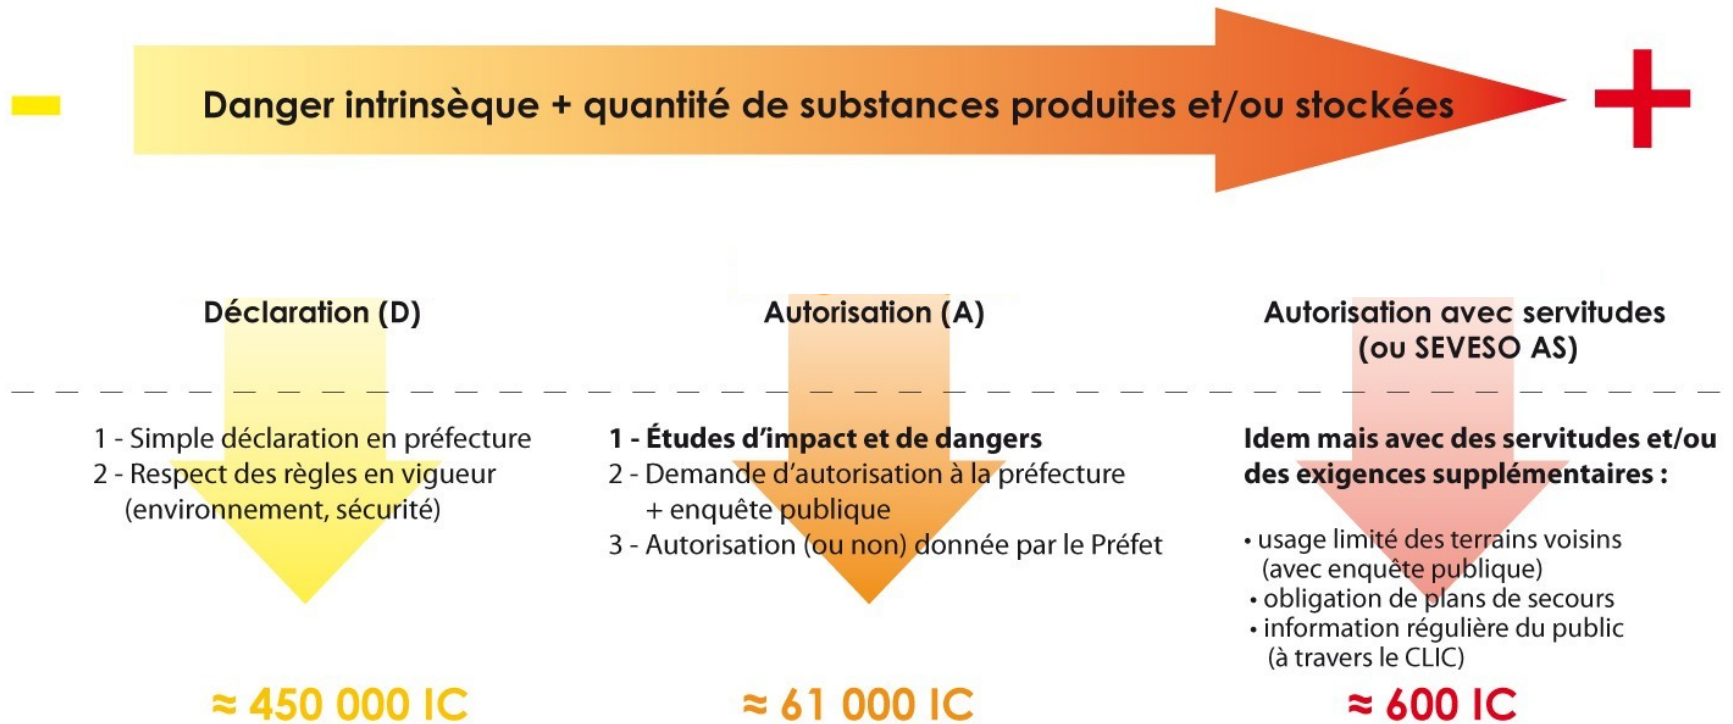 -
Danger intrinsèque + quantité de substances produites et/ou stockées
+
Déclaration (D)
1 - Simple déclaration en préfecture
2 - Respect des règles en vigueur
(environnement, sécurité)
≈ 450 000 IC
Autorisation (A)
1 - Études d'impact et de dangers
2 - Demande d'autorisation à la préfecture
+ enquête publique
3 - Autorisation (ou non) donnée par le Préfet
≈ 61 000 IC
Autorisation avec servitudes
(ou SEVESO AS)
Idem mais avec des servitudes et/ou
des exigences supplémentaires :
• usage limité des terrains voisins
(avec enquête publique)
• obligation de plans de secours
• information régulière du public
(à travers le CLIC)
≈ 600 IC